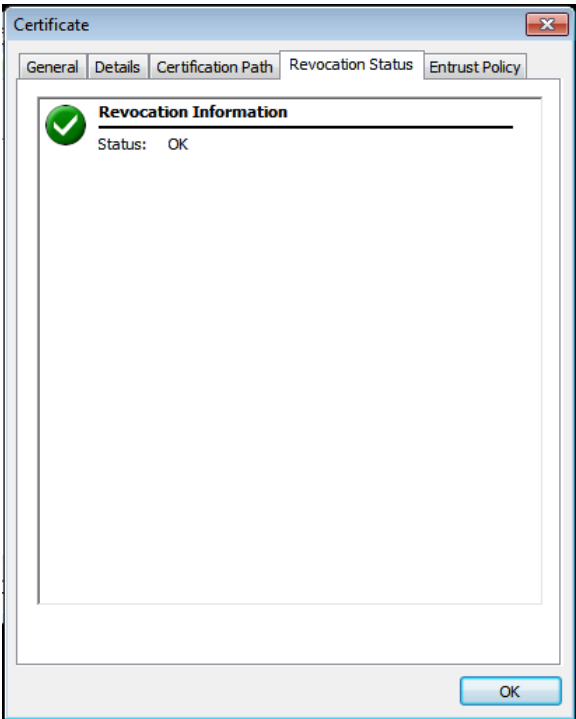 Certificate
General Details Certification Path Revocation Status Entrust Policy
Revocation Information
Status: OK
OK